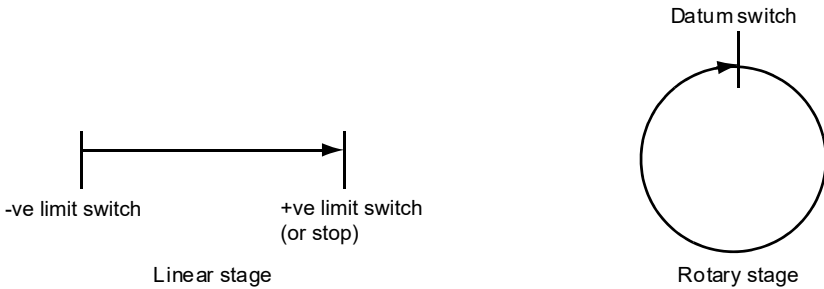 Datum switch
-ve limit switch
+ve limit switch
(or stop)
Linear stage
Rotary stage